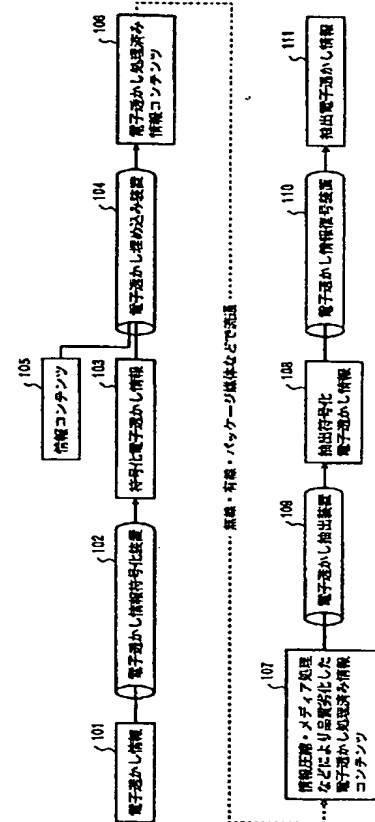 101
電子透かし情報
102
電子透かし情報符号化装置
103
符号化電子透かし情報
105
情報コンテンツ
104
電子透かし埋め込み装置
106
電子透かし処理済み
情報コンテンツ
無線・有線・パッケージ媒体などで流通
107
情報圧縮・メディア処理
などにより品質劣化した
電子透かし処理済み情報
コンテンツ
109
電子透かし抽出装置
108
抽出符号化
電子透かし情報
110
電子透かし情報復号装置
111
抽出電子透かし情報